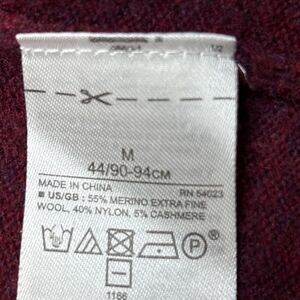 1/2
M
44/90-94CM
MADE IN CHINA RN 54023
■ US/GB : 55% MERINO EXTRA FINE
WOOL, 40% NYLON, 5% CASHMERE
P
1166